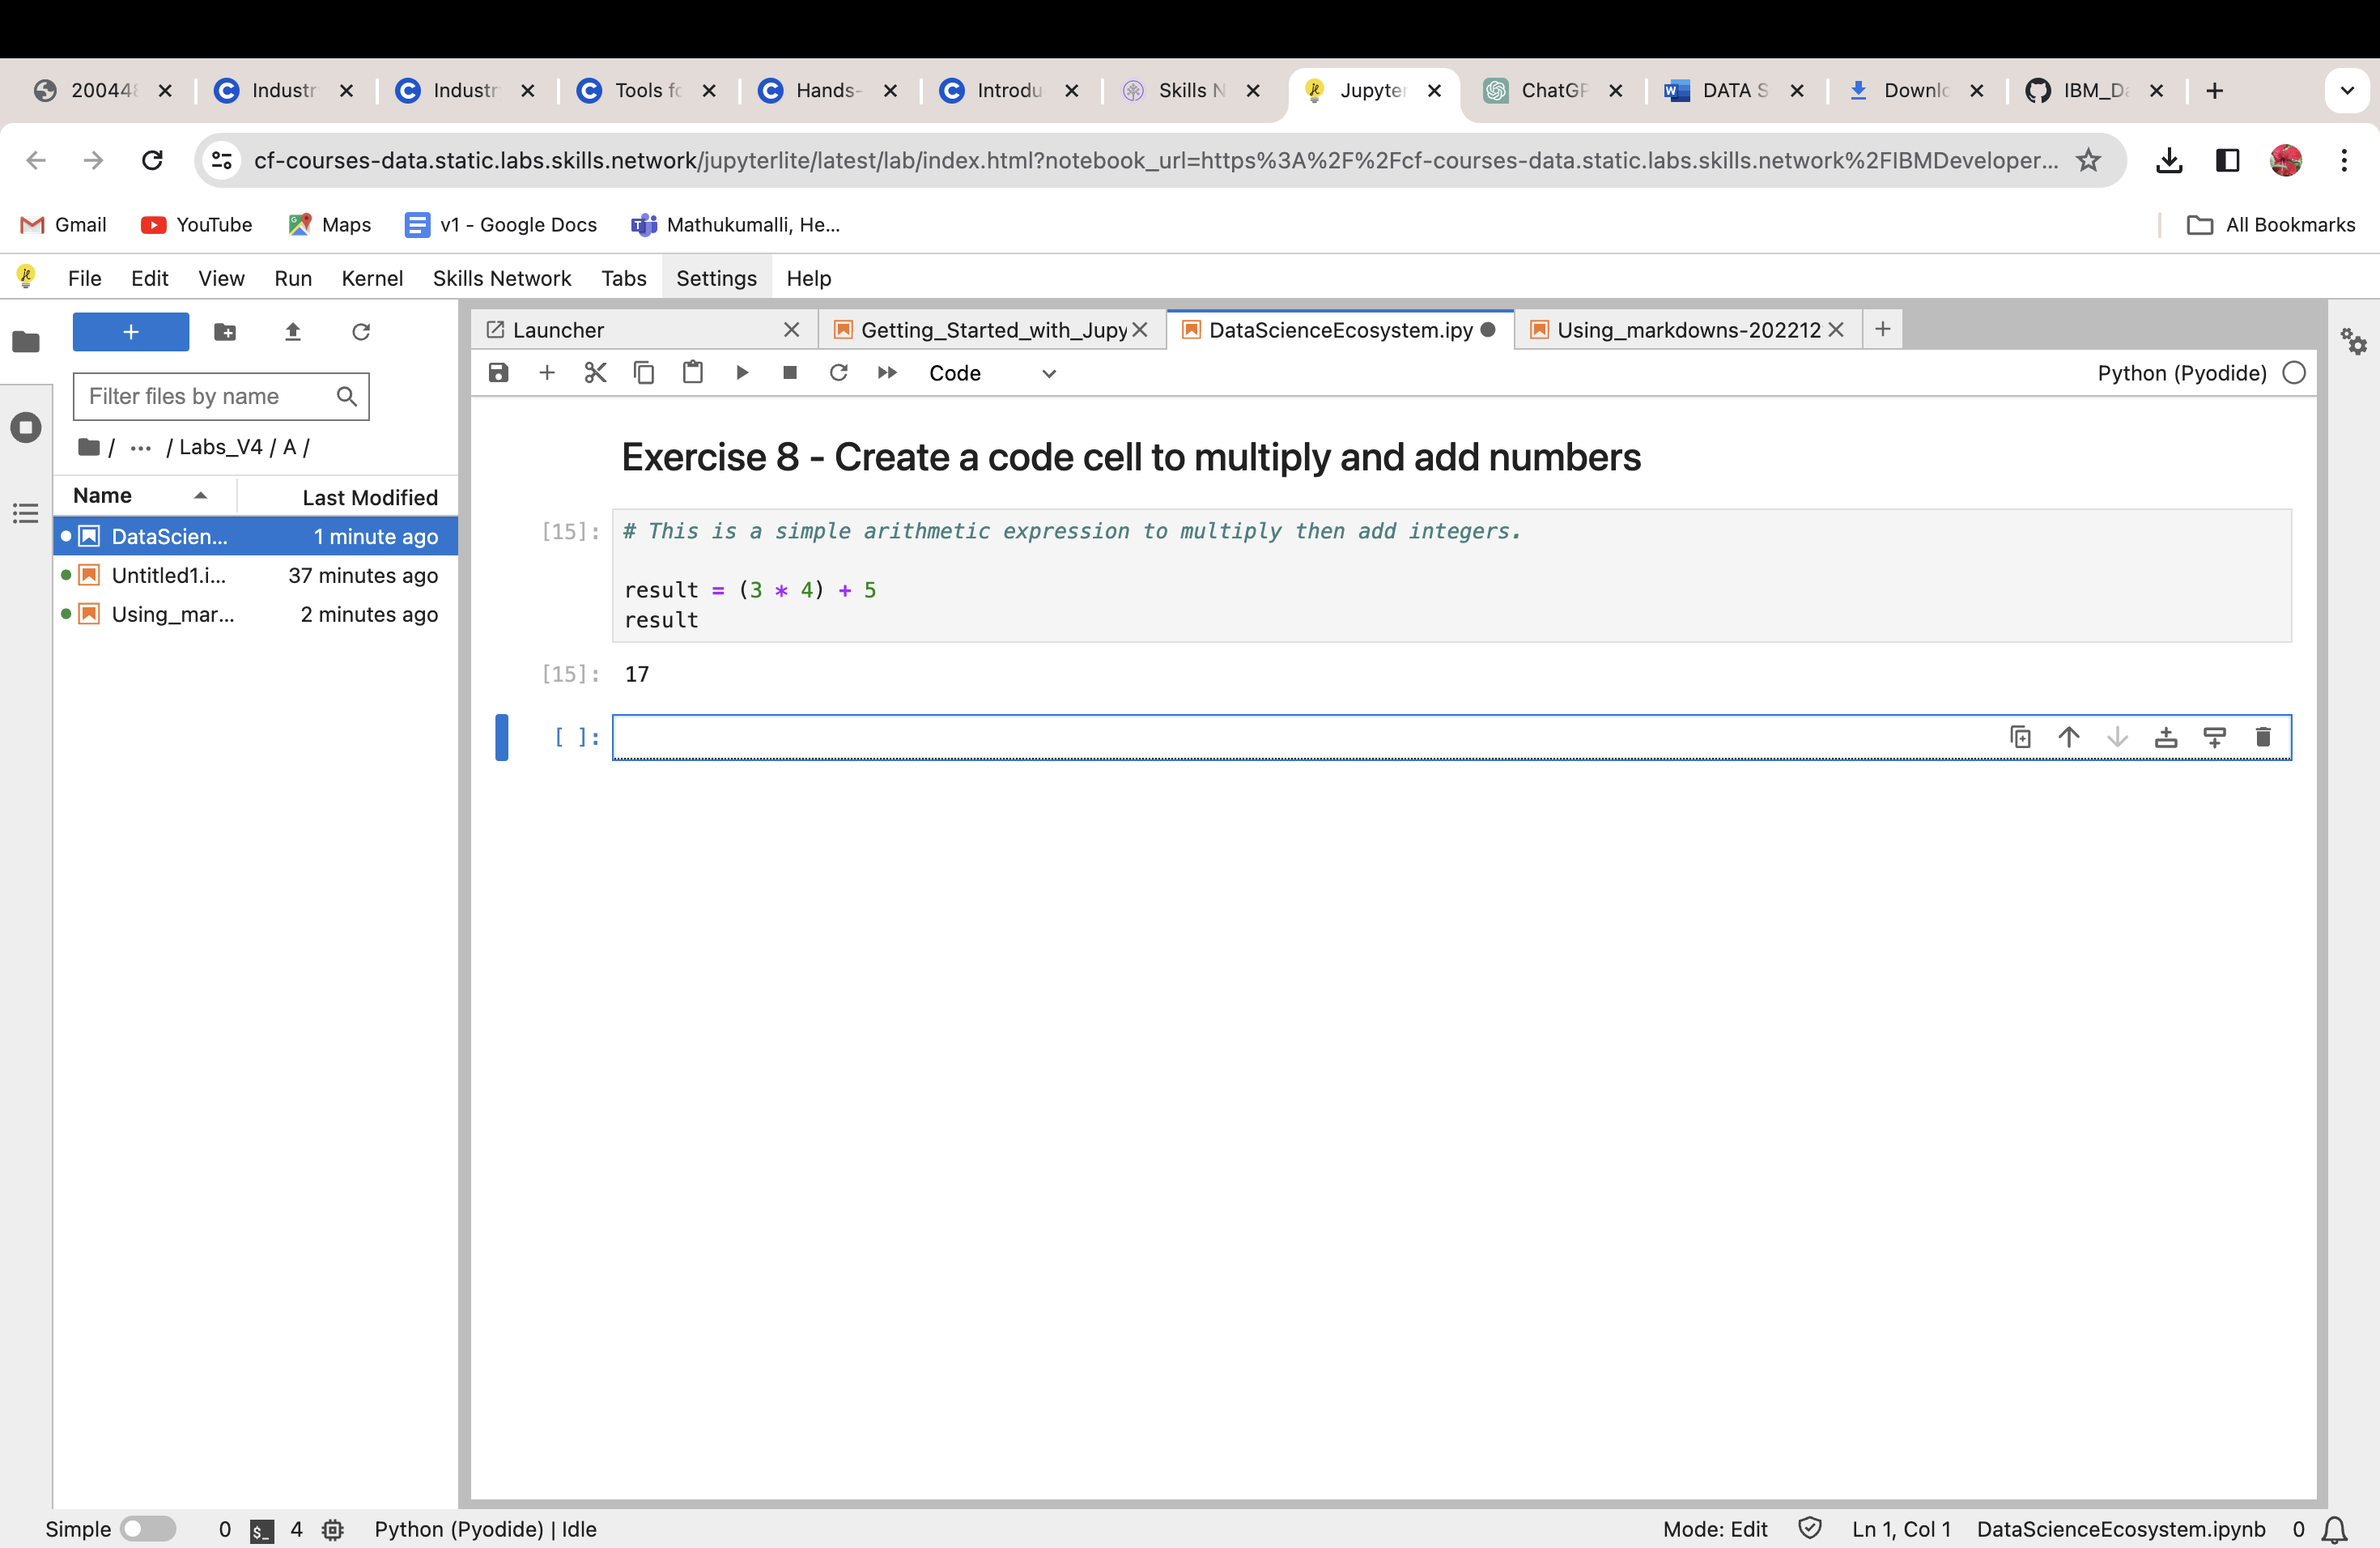 200448 Industr Industr Tools fo Hands- Introdu Skills N Jupyter ChatGP DATA S Downlo IBM_Da
cf-courses-data.static.labs.skills.network/jupyterlite/latest/lab/index.html?notebook_url=https%3A%2F%2Fcf-courses-data.static.labs.skills.network%2FIBMDeveloper...
Gmail YouTube Maps v1 - Google Docs Mathukumalli, He... All Bookmarks
File Edit View Run Kernel Skills Network Tabs Settings Help
Launcher Getting_Started_with_Jupy DataScienceEcosystem.ipy Using_markdowns-202212
Code Python (Pyodide)
Filter files by name
/ ··· / Labs_V4 / A /
Name Last Modified
DataScien... 1 minute ago
Untitled1.i... 37 minutes ago
Using_mar... 2 minutes ago
Exercise 8 - Create a code cell to multiply and add numbers
[15]: # This is a simple arithmetic expression to multiply then add integers.
result = (3 * 4) + 5
result
[15]: 17
[ ]:
Simple 0 $_ 4 Python (Pyodide) | Idle Mode: Edit Ln 1, Col 1 DataScienceEcosystem.ipynb 0